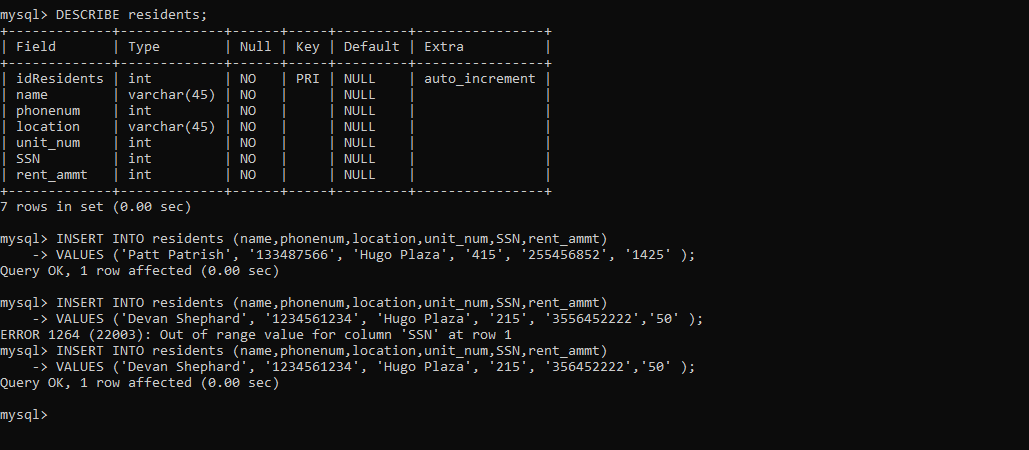 mysql> DESCRIBE residents;
+-------------+-------------+------+-----+---------+----------------+
| Field       | Type        | Null | Key | Default | Extra          |
+-------------+-------------+------+-----+---------+----------------+
| idResidents | int         | NO   | PRI | NULL    | auto_increment |
| name        | varchar(45) | NO   |     | NULL    |                |
| phonenum    | int         | NO   |     | NULL    |                |
| location    | varchar(45) | NO   |     | NULL    |                |
| unit_num    | int         | NO   |     | NULL    |                |
| SSN         | int         | NO   |     | NULL    |                |
| rent_ammt   | int         | NO   |     | NULL    |                |
+-------------+-------------+------+-----+---------+----------------+
7 rows in set (0.00 sec)
mysql> INSERT INTO residents (name,phonenum,location,unit_num,SSN,rent_ammt)
    -> VALUES ('Patt Patrish', '133487566', 'Hugo Plaza', '415', '255456852', '1425' );
Query OK, 1 row affected (0.00 sec)
mysql> INSERT INTO residents (name,phonenum,location,unit_num,SSN,rent_ammt)
    -> VALUES ('Devan Shephard', '1234561234', 'Hugo Plaza', '215', '3556452222','50' );
ERROR 1264 (22003): Out of range value for column 'SSN' at row 1
mysql> INSERT INTO residents (name,phonenum,location,unit_num,SSN,rent_ammt)
    -> VALUES ('Devan Shephard', '1234561234', 'Hugo Plaza', '215', '356452222','50' );
Query OK, 1 row affected (0.00 sec)
mysql>